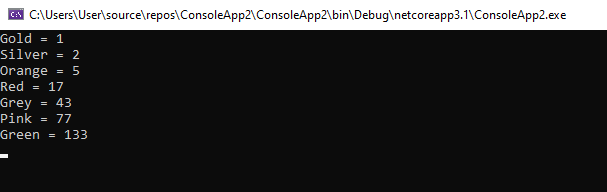 C:\Users\User\source\repos\ConsoleApp2\ConsoleApp2\bin\Debug\netcoreapp3.1\ConsoleApp2.exe
Gold = 1
Silver = 2
Orange = 5
Red = 17
Grey = 43
Pink = 77
Green = 133